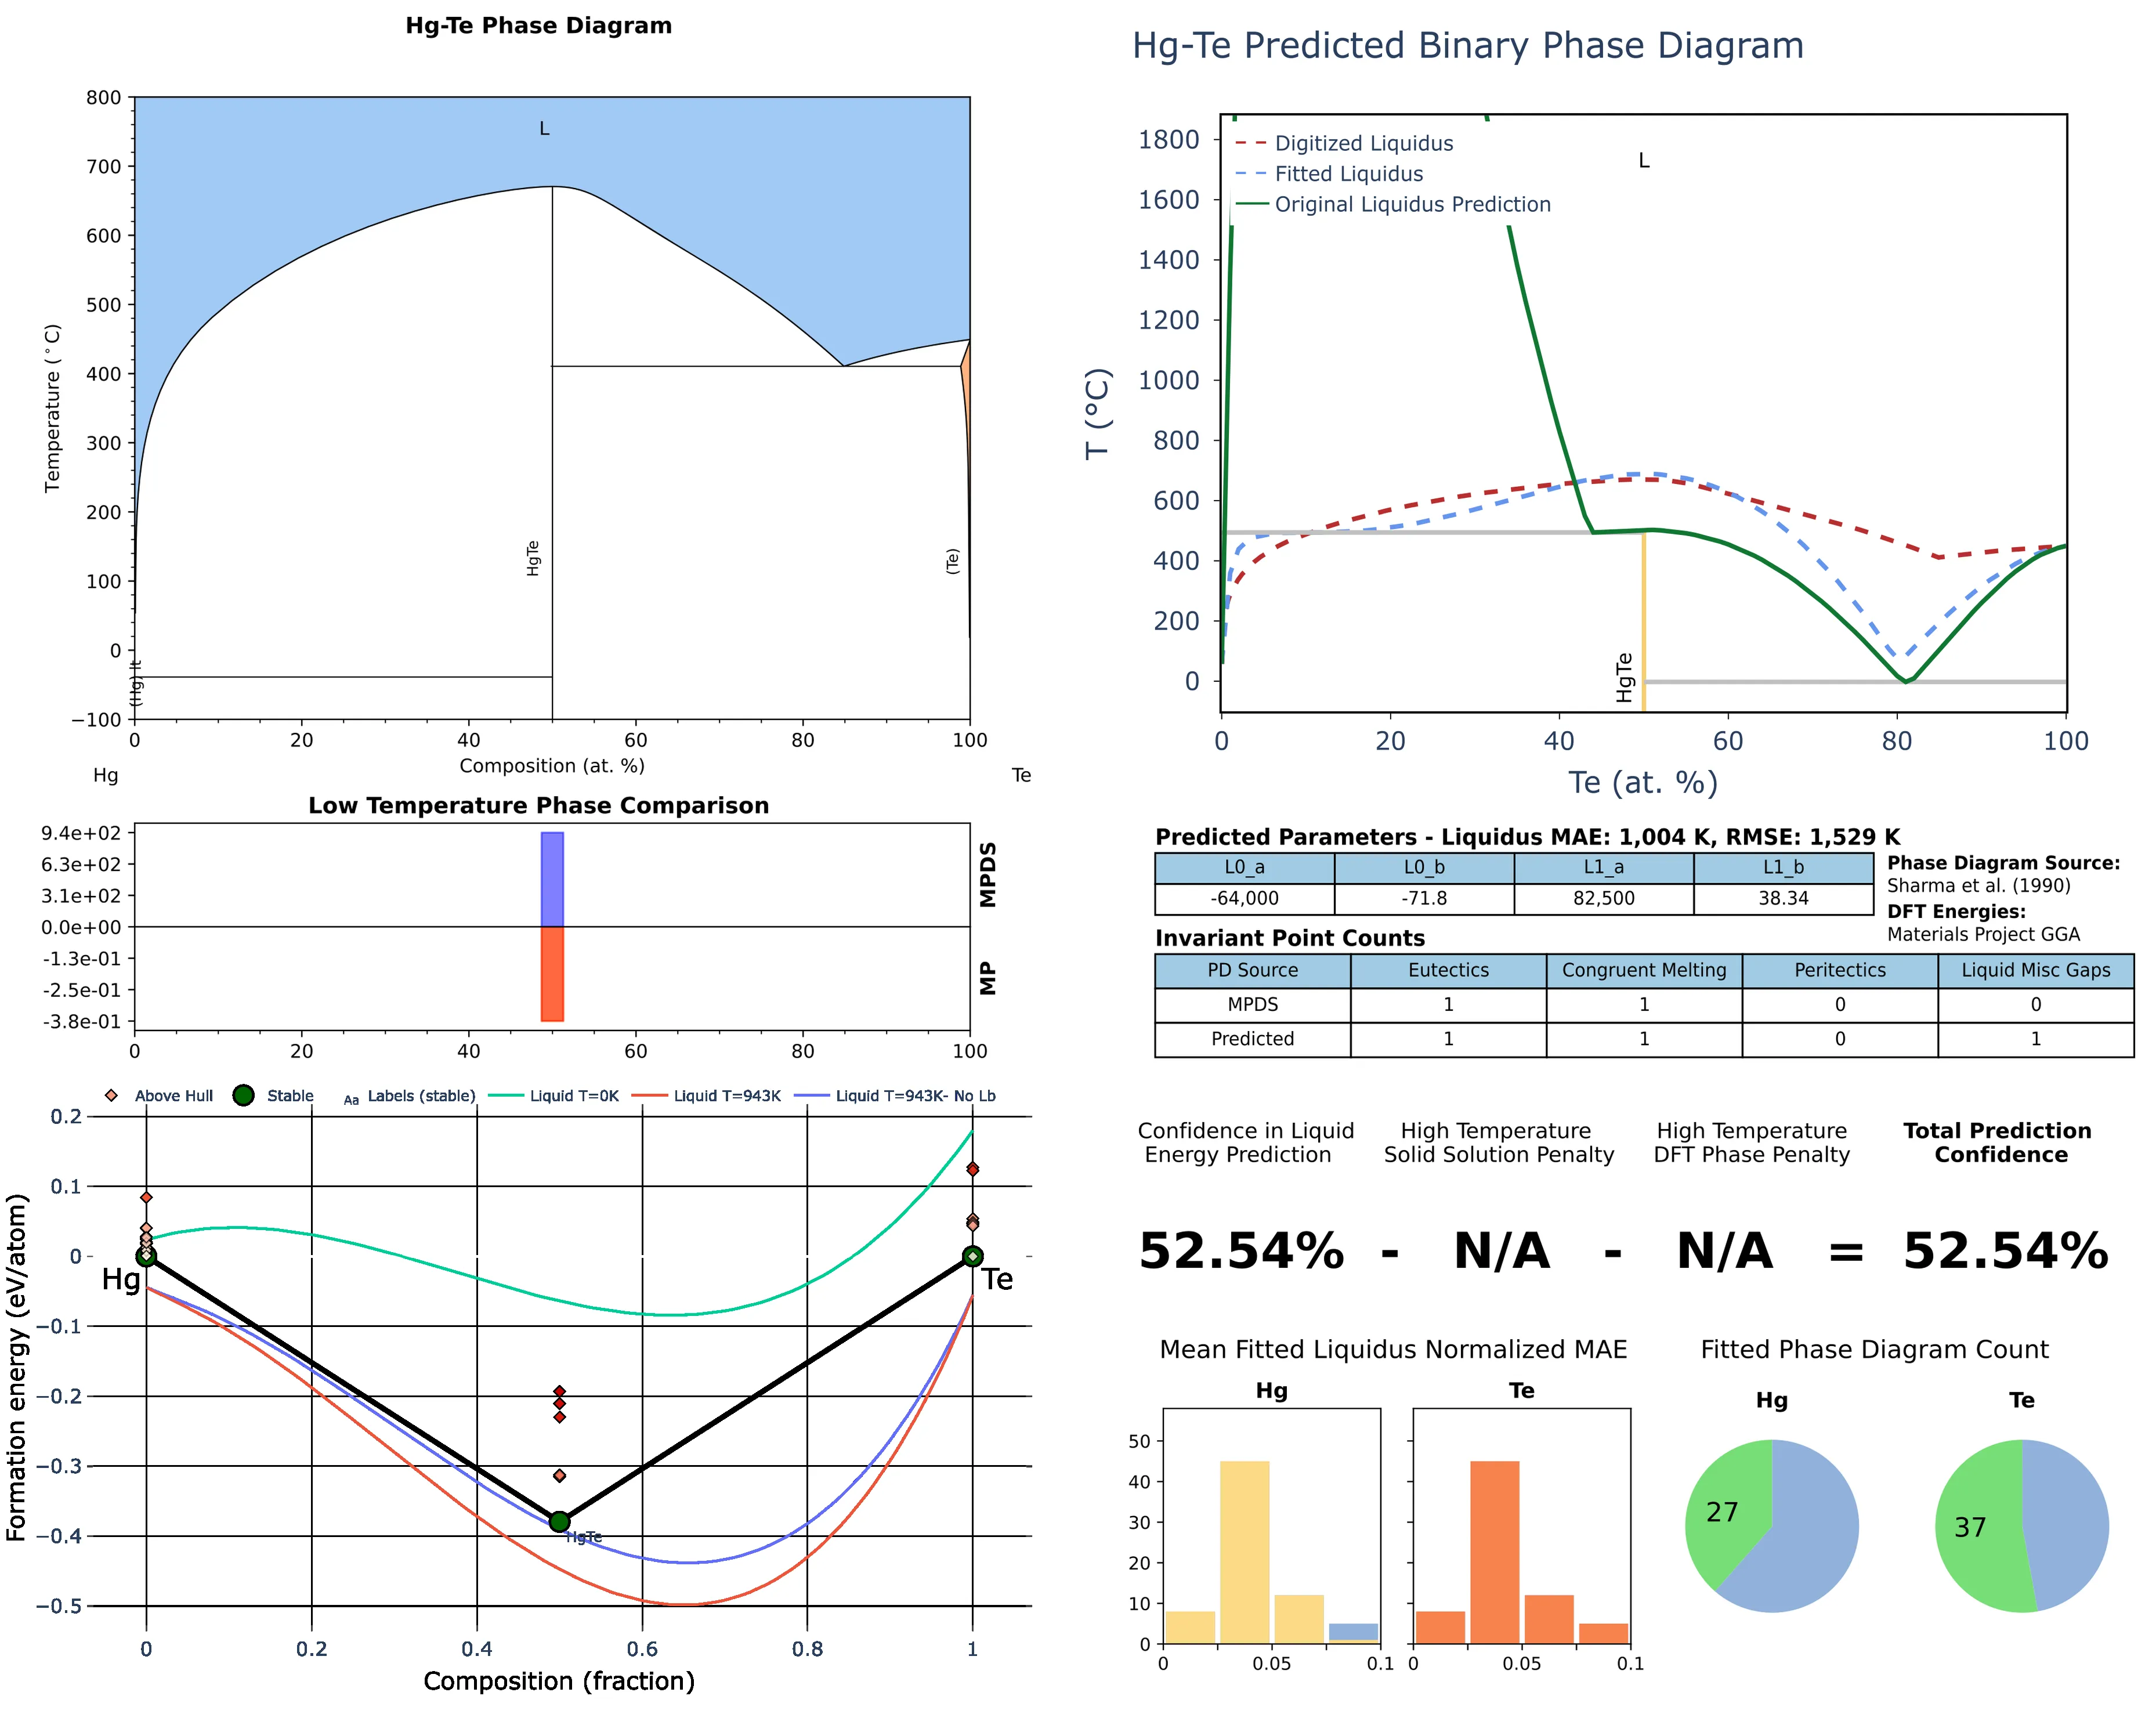 Hg-Te Phase Diagram
800
700
600
500
400
300
200
100
0
−100
Temperature (°C)
L
HgTe
(Te)
(Hg) lt
0 20 40 60 80 100
Composition (at. %)
Hg Te
Low Temperature Phase Comparison
9.4e+02
6.3e+02
3.1e+02
0.0e+00
-1.3e-01
-2.5e-01
-3.8e-01
MPDS
MP
0 20 40 60 80 100
Above Hull Stable Aa Labels (stable) Liquid T=0K Liquid T=943K Liquid T=943K- No Lb
0.2
0.1
0
−0.1
−0.2
−0.3
−0.4
−0.5
Formation energy (eV/atom)
Hg
Te
HgTe
0 0.2 0.4 0.6 0.8 1
Composition (fraction)
Hg-Te Predicted Binary Phase Diagram
1800
1600
1400
1200
1000
800
600
400
200
0
T (°C)
Digitized Liquidus
Fitted Liquidus
Original Liquidus Prediction
L
HgTe
0 20 40 60 80 100
Te (at. %)
Predicted Parameters - Liquidus MAE: 1,004 K, RMSE: 1,529 K
L0_a L0_b L1_a L1_b
-64,000 -71.8 82,500 38.34
Phase Diagram Source:
Sharma et al. (1990)
DFT Energies:
Materials Project GGA
Invariant Point Counts
PD Source Eutectics Congruent Melting Peritectics Liquid Misc Gaps
MPDS 1 1 0 0
Predicted 1 1 0 1
Confidence in Liquid
Energy Prediction
High Temperature
Solid Solution Penalty
High Temperature
DFT Phase Penalty
Total Prediction
Confidence
52.54% - N/A - N/A = 52.54%
Mean Fitted Liquidus Normalized MAE
Hg Te
50
40
30
20
10
0
0 0.05 0.1 0 0.05 0.1
Fitted Phase Diagram Count
Hg Te
27 37